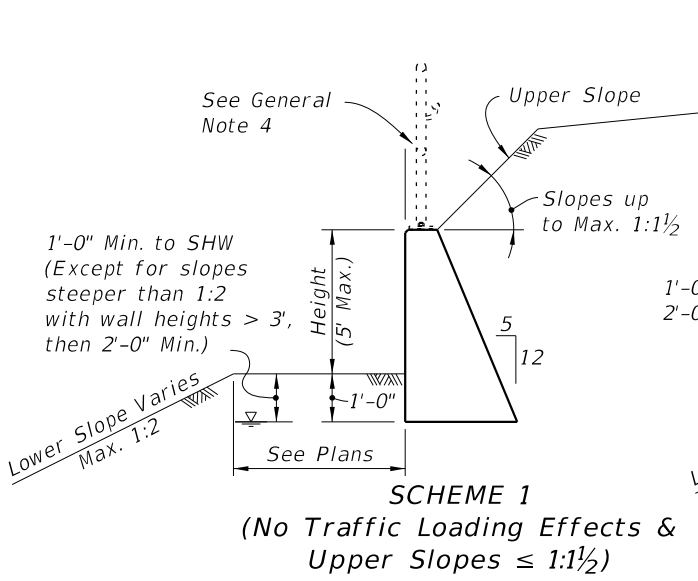 See General
Note 4
Upper Slope
Slopes up
to Max. 1:1½
1'-0" Min. to SHW
(Except for slopes
steeper than 1:2
with wall heights > 3',
then 2'-0" Min.)
Height
(5' Max.)
5
12
1'-0"
Lower Slope Varies
Max. 1:2
See Plans
SCHEME 1
(No Traffic Loading Effects &
Upper Slopes ≤ 1:1½)